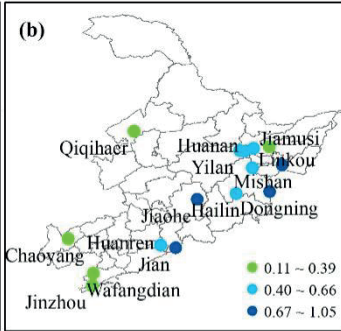 (b)
Qiqihaer
Huanan
Jiamusi
Yilan
Linkou
Mishan
Jiaohe
Hailin
Dongning
Chaoyang
Huanren
Jian
Wafangdian
Jinzhou
0.11 ~ 0.39
0.40 ~ 0.66
0.67 ~ 1.05